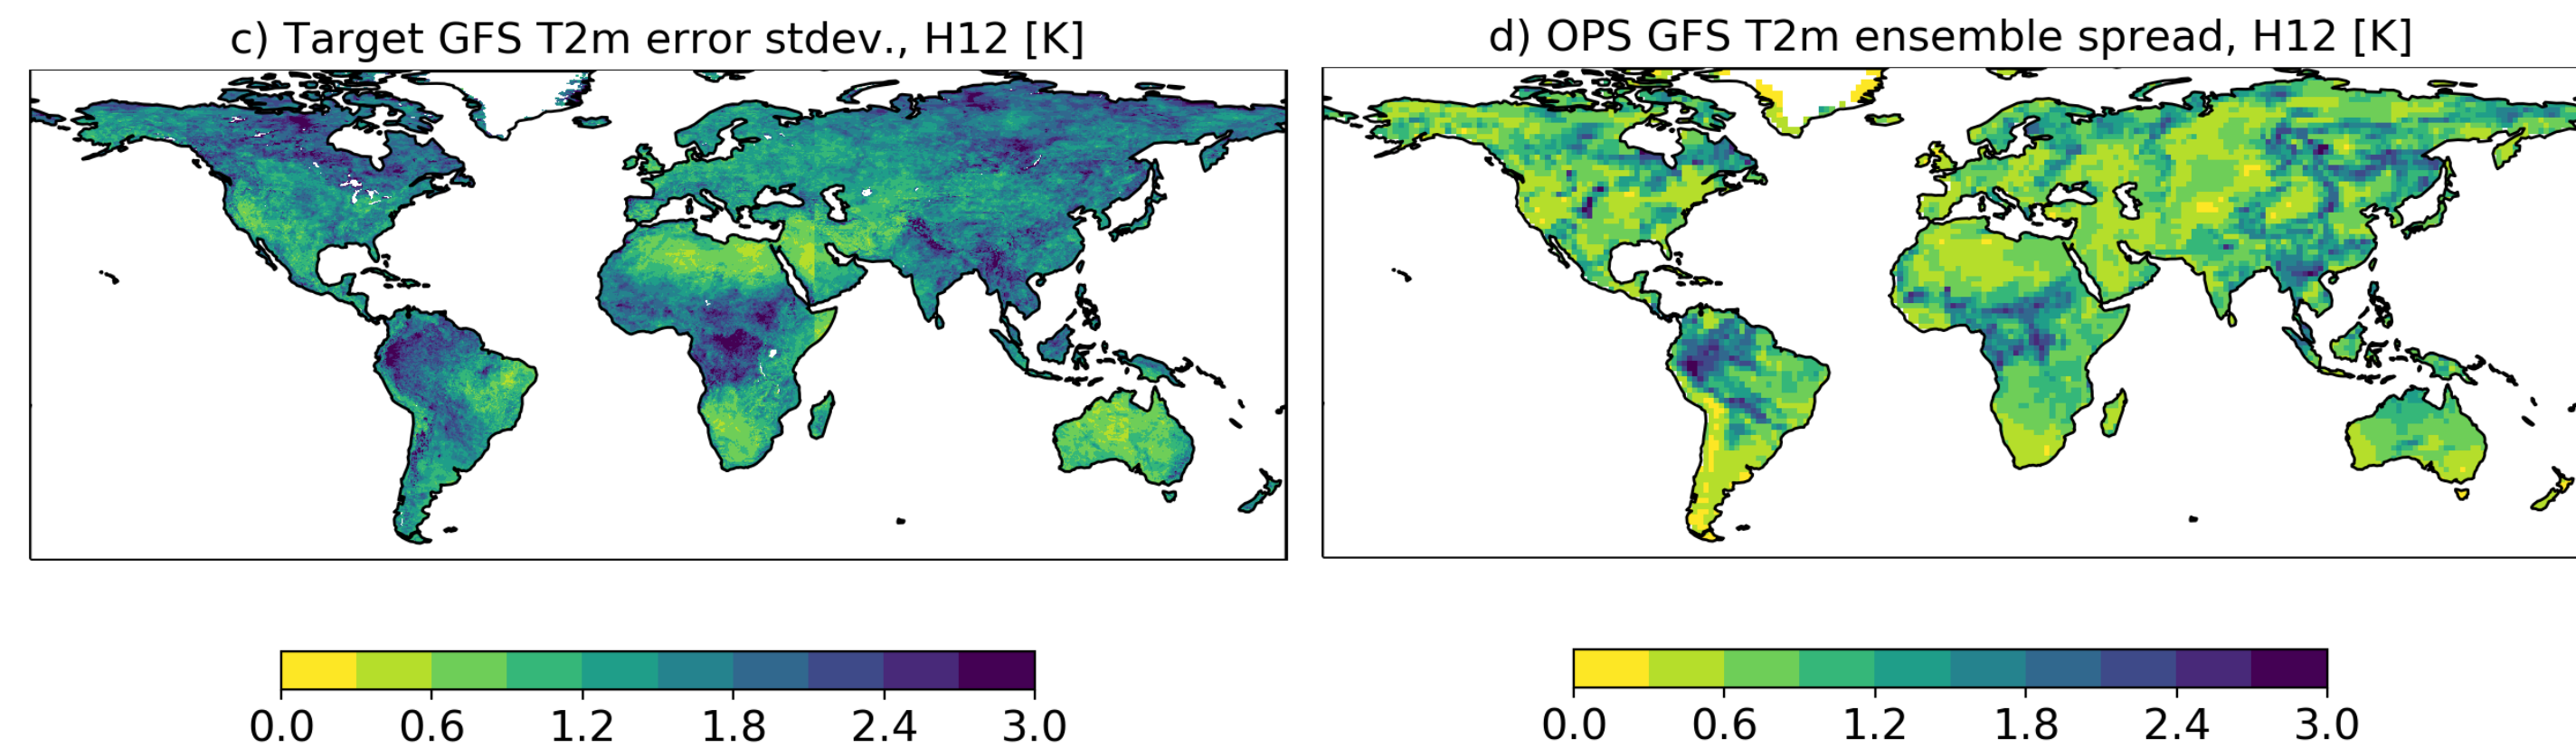 c) Target GFS T2m error stdev., H12 [K]
d) OPS GFS T2m ensemble spread, H12 [K]
0.0 0.6 1.2 1.8 2.4 3.0
0.0 0.6 1.2 1.8 2.4 3.0